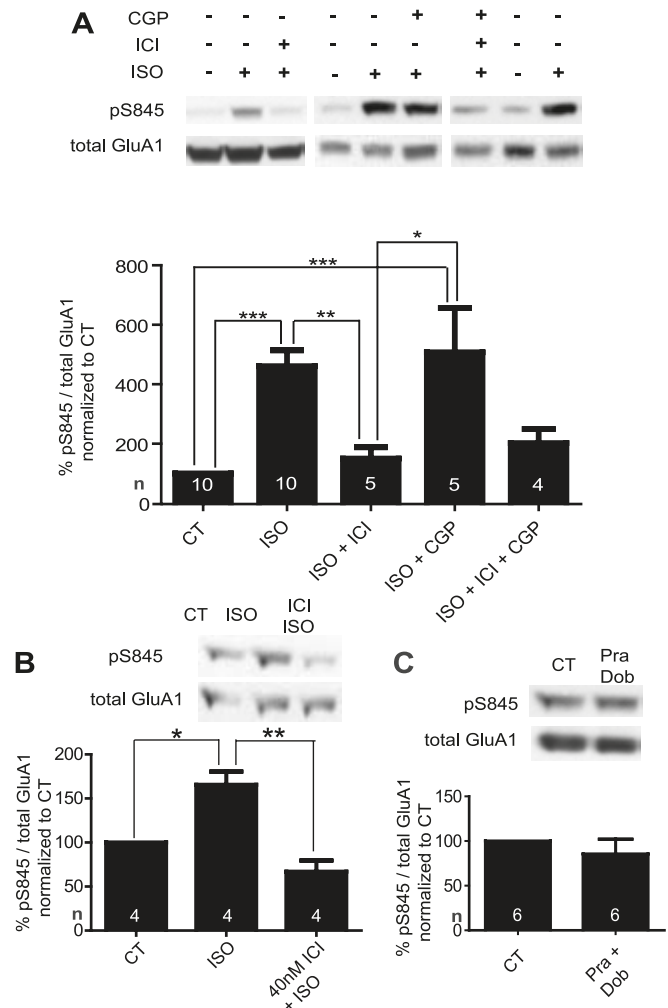 A
CGP + +
ICI + +
ISO - + + - + + + - +
pS845
total GluA1
% pS845 / total GluA1
normalized to CT
800
600
400
200
0
***
***
**
*
n 10 10 5 5 4
CT
ISO
ISO + ICI
ISO + CGP
ISO + ICI + CGP
B
CT ISO ICI
ISO
pS845
total GluA1
% pS845 / total GluA1
normalized to CT
200
150
100
50
0
* **
n 4 4 4
CT
ISO
40nM ICI
+ ISO
C
CT Pra
Dob
pS845
total GluA1
% pS845 / total GluA1
normalized to CT
150
100
50
0
n 6 6
CT
Pra +
Dob